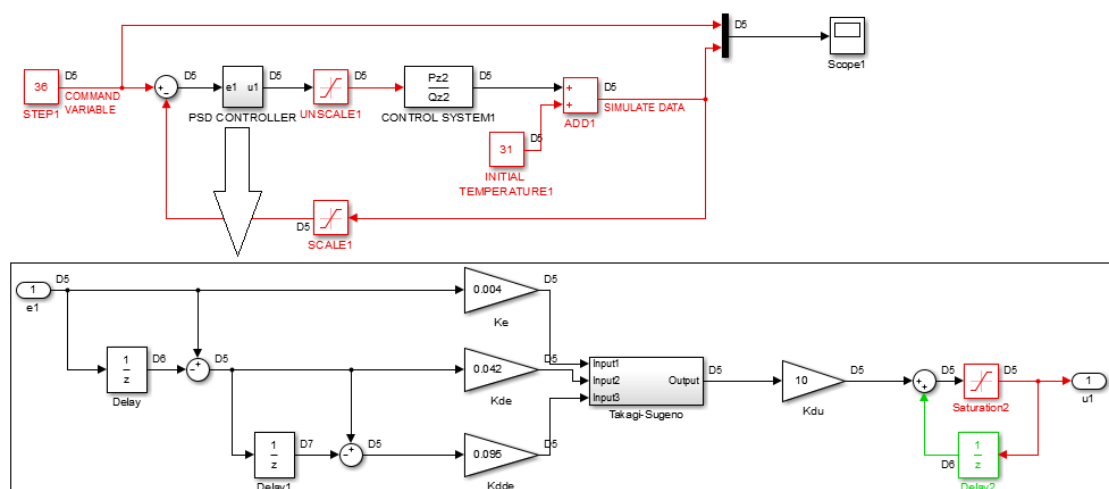 D5
D5
Scope1
36
D5
COMMAND
VARIABLE
STEP1
+
-
D5
e1 u1
D5
PSD CONTROLLER
UNSCALE1
D5
Pz2
Qz2
D5
CONTROL SYSTEM1
+
+
D5
ADD1
SIMULATE DATA
31
D5
INITIAL
TEMPERATURE1
D5
SCALE1
1
D5
e1
0.004
D5
Ke
1
z
D6
Delay
-
+
D5
0.042
D5
Kde
1
z
D7
Delay1
-
+
D5
0.095
D5
Kdde
Input1
Input2
Input3
Output
Takagi-Sugeno
D5
10
D5
Kdu
+
+
D5
D5
Saturation2
1
u1
1
z
D6
Delay2